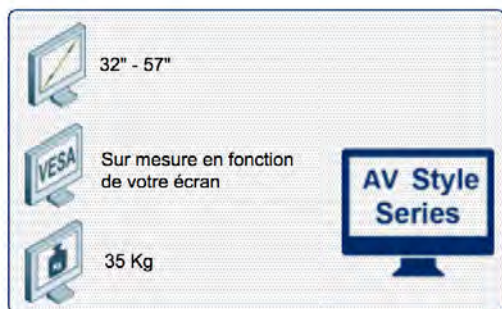 32" - 57"
VESA
Sur mesure en fonction
de votre écran
35 Kg
AV Style
Series